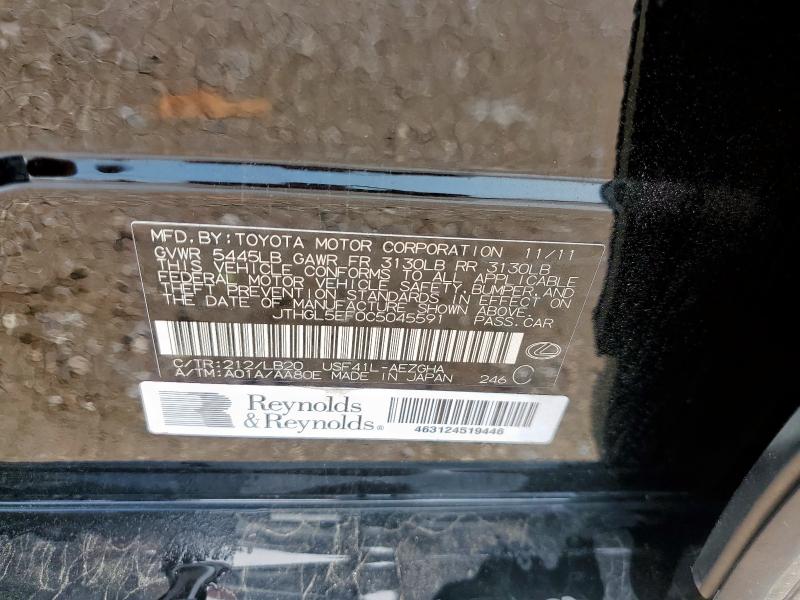 MFD.BY:TOYOTA MOTOR CORPORATION 11/11
GVWR 5445LB GAWR FR 3130LB RR 3130LB
THIS VEHICLE CONFORMS TO ALL APPLICABLE
FEDERAL MOTOR VEHICLE SAFETY, BUMPER, AND
THEFT PREVENTION STANDARDS IN EFFECT ON
THE DATE OF MANUFACTURE SHOWN ABOVE.
JTHGL5EF0C5045591 PASS.CAR
C/TR:212/LB20 USF41L-AEZGHA
A/TM:A01A/AA80E MADE IN JAPAN 246 C
Reynolds
& Reynolds®
463124519446